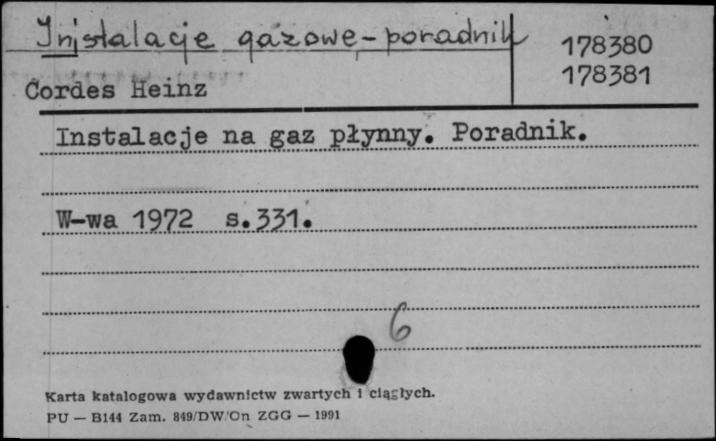 Instalacje gazowe - poradnik
178380
178381
Cordes Heinz
Instalacje na gaz płynny. Poradnik.
W-wa 1972 s.331.
6
Karta katalogowa wydawnictw zwartych i ciągłych.
PU — B144 Zam. 849/DW/On ZGG — 1991